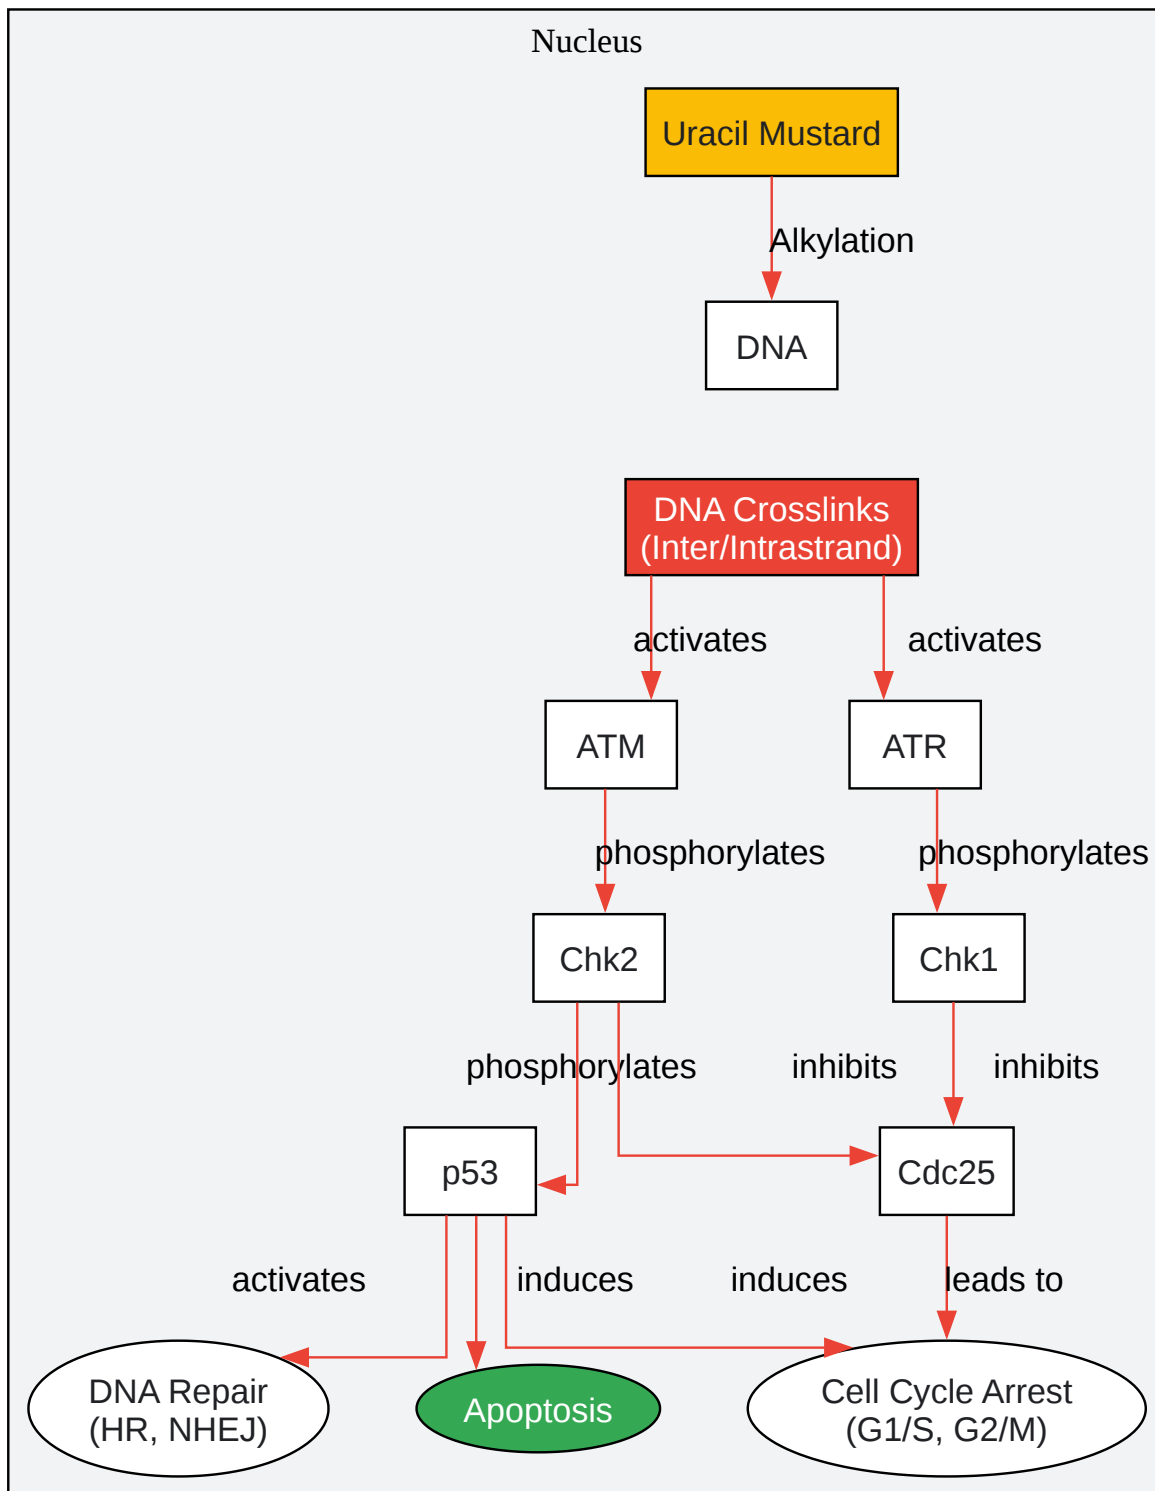 Nucleus
Uracil Mustard
Alkylation
DNA
DNA Crosslinks
(Inter/Intrastrand)
activates
activates
ATM
ATR
phosphorylates
phosphorylates
Chk2
Chk1
phosphorylates
inhibits
inhibits
p53
Cdc25
activates
induces
induces
leads to
DNA Repair
(HR, NHEJ)
Apoptosis
Cell Cycle Arrest
(G1/S, G2/M)